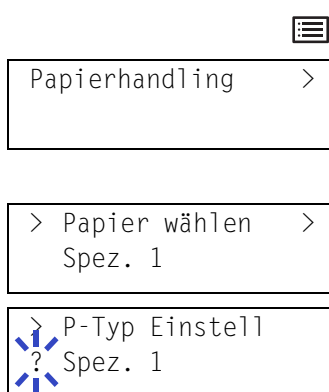 Papierhandling >
> Papier wählen >
Spez. 1
> P-Typ Einstell
? Spez. 1